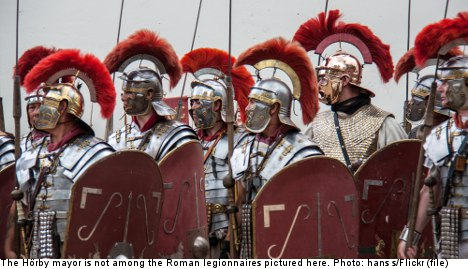 The Hörby mayor is not among the Roman legionnaires pictured here. Photo: hans s/Flickr (file)